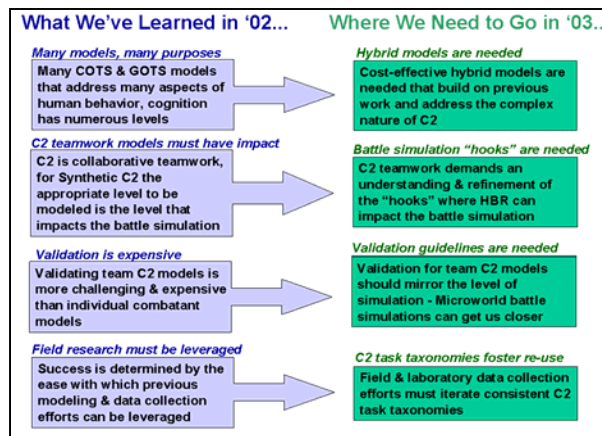 What We've Learned in '02...
Where We Need to Go in '03...
Many models, many purposes
Many COTS & GOTS models
that address many aspects of
human behavior, cognition
has numerous levels
Hybrid models are needed
Cost-effective hybrid models are
needed that build on previous
work and address the complex
nature of C2
C2 teamwork models must have impact
C2 is collaborative teamwork,
for Synthetic C2 the
appropriate level to be
modeled is the level that
impacts the battle simulation
Battle simulation "hooks" are needed
C2 teamwork demands an
understanding & refinement of
the "hooks" where HBR can
impact the battle simulation
Validation is expensive
Validating team C2 models is
more challenging & expensive
than individual combatant
models
Validation guidelines are needed
Validation for team C2 models
should mirror the level of
simulation - Microworld battle
simulations can get us closer
Field research must be leveraged
Success is determined by the
ease with which previous
modeling & data collection
efforts can be leveraged
C2 task taxonomies foster re-use
Field & laboratory data collection
efforts must iterate consistent C2
task taxonomies